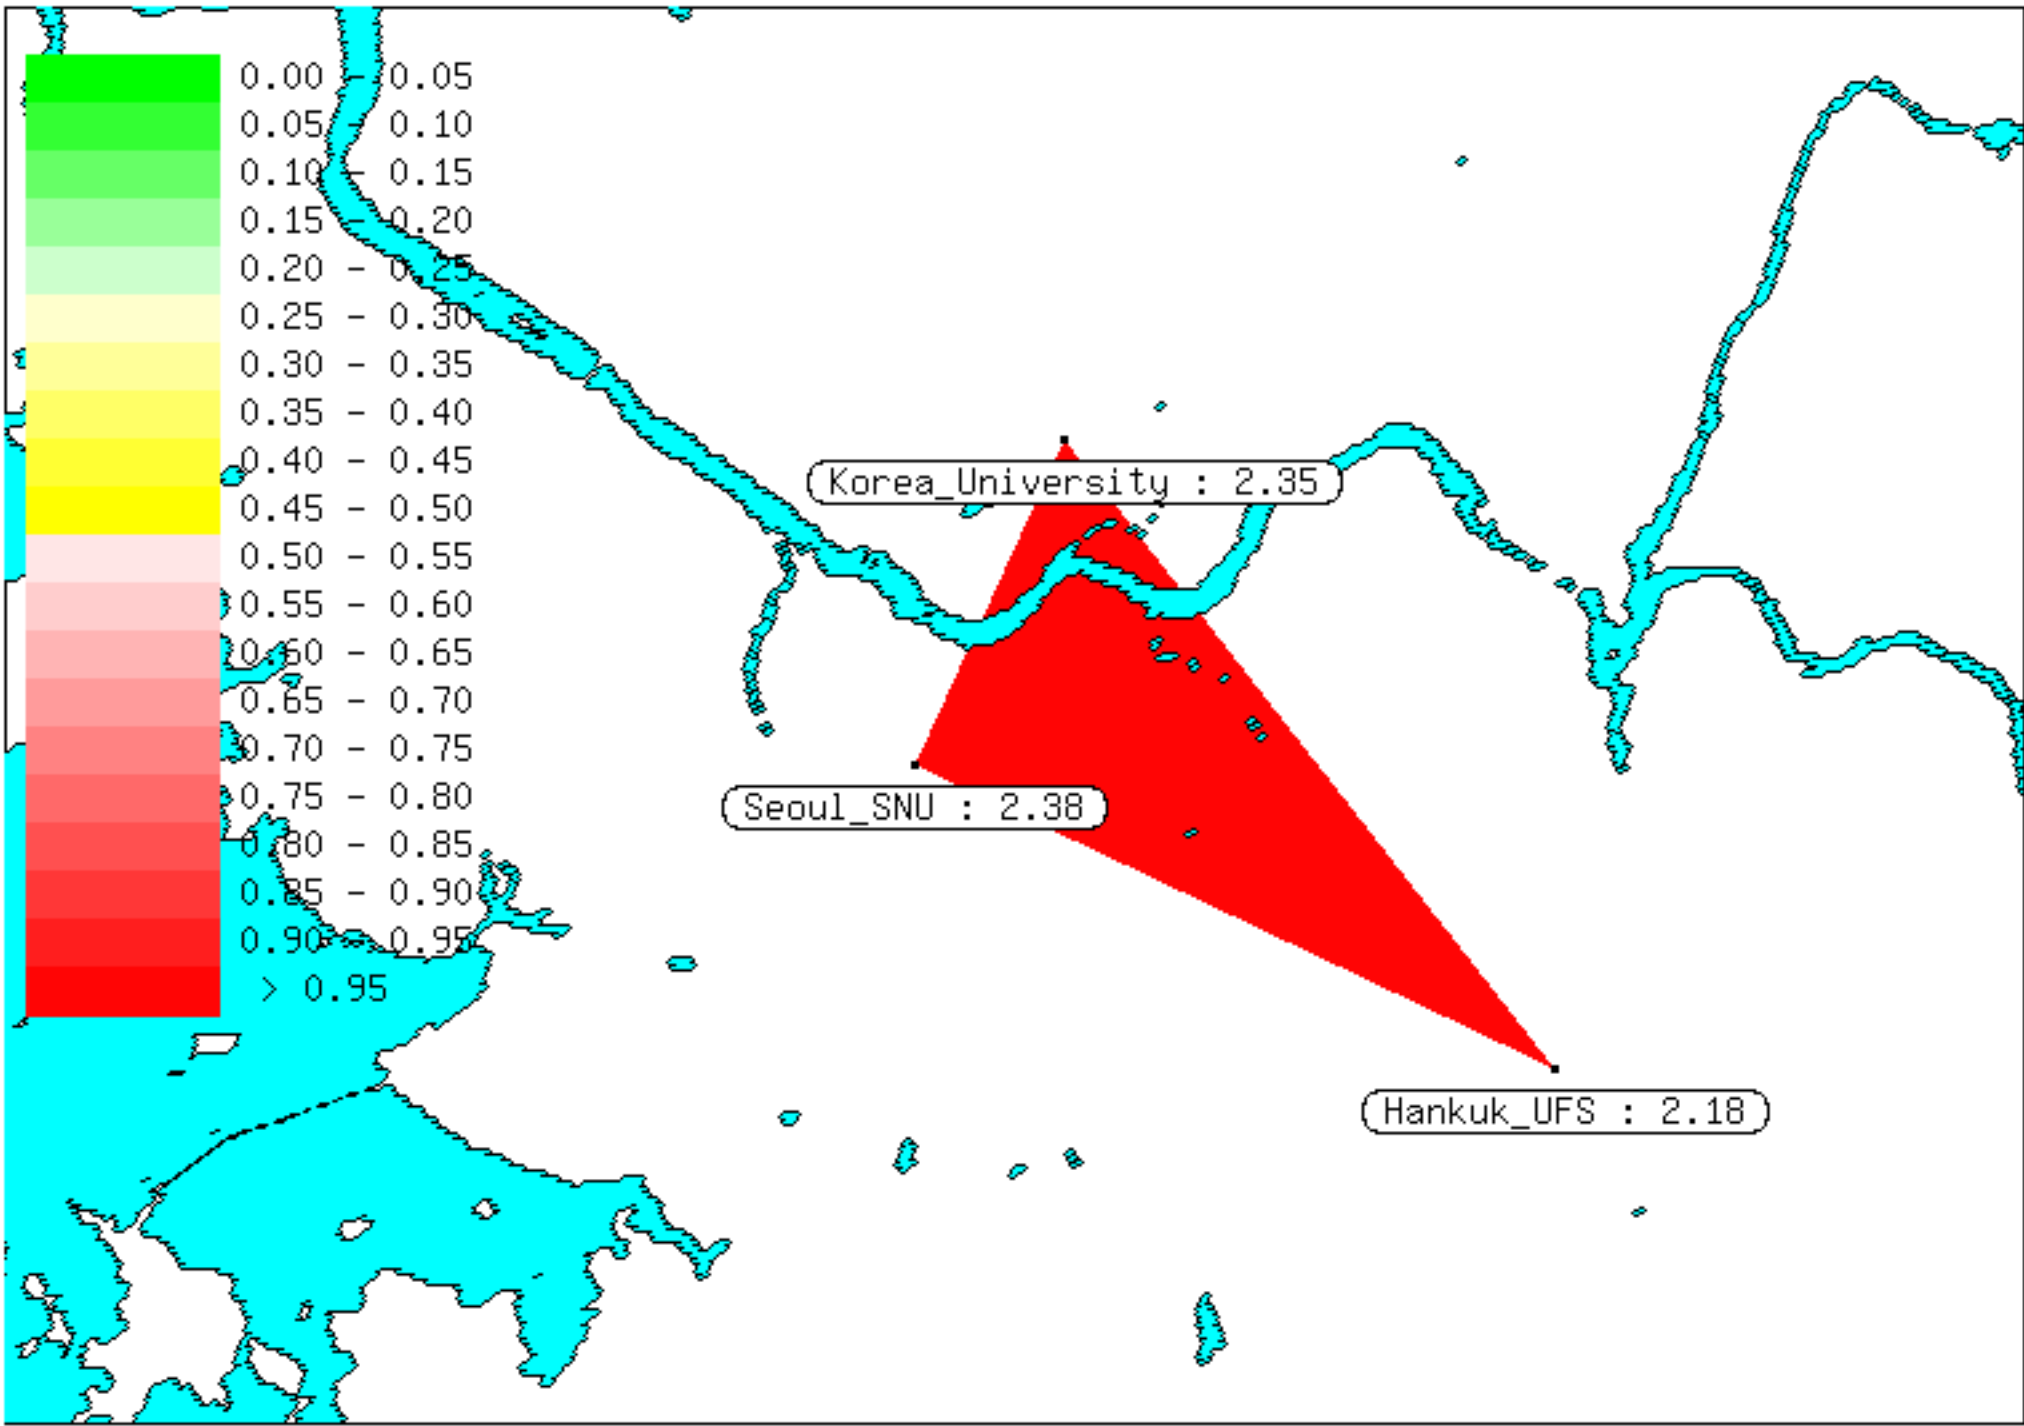 0.00 - 0.05
0.05 - 0.10
0.10 - 0.15
0.15 - 0.20
0.20 - 0.25
0.25 - 0.30
0.30 - 0.35
0.35 - 0.40
0.40 - 0.45
0.45 - 0.50
0.50 - 0.55
0.55 - 0.60
0.60 - 0.65
0.65 - 0.70
0.70 - 0.75
0.75 - 0.80
0.80 - 0.85
0.85 - 0.90
0.90 - 0.95
> 0.95
Korea_University : 2.35
Seoul_SNU : 2.38
Hankuk_UFS : 2.18